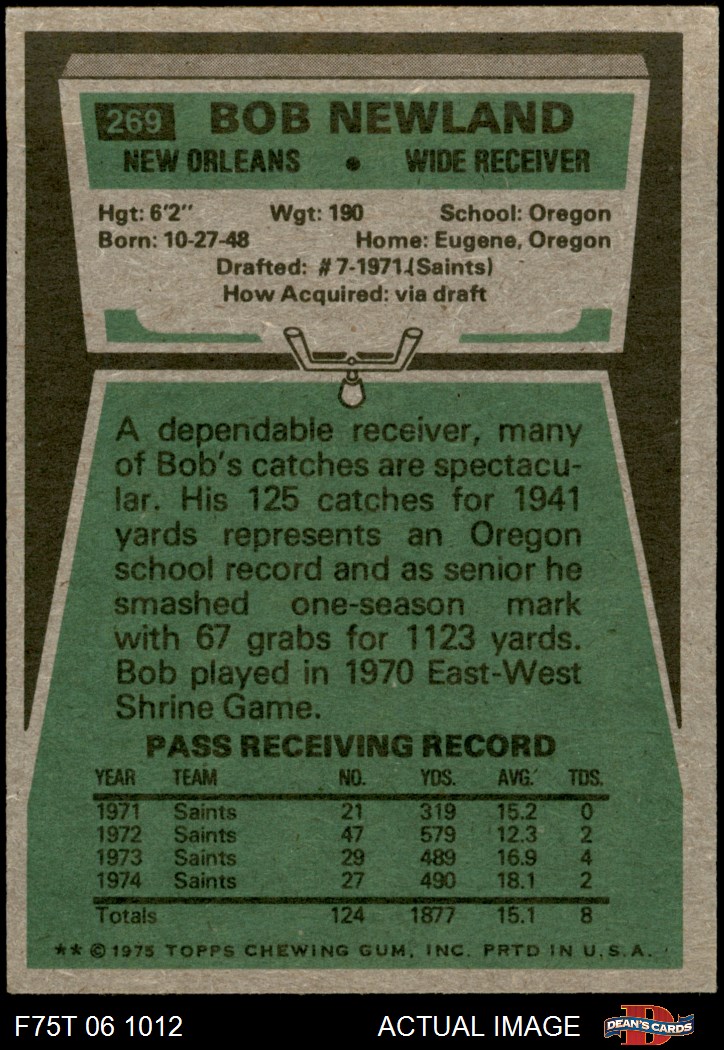 269 BOB NEWLAND
NEW ORLEANS • WIDE RECEIVER
Hgt: 6'2" Wgt: 190 School: Oregon
Born: 10-27-48 Home: Eugene, Oregon
Drafted: #7-1971 (Saints)
How Acquired: via draft
A dependable receiver, many
of Bob's catches are spectacu-
lar. His 125 catches for 1941
yards represents an Oregon
school record and as senior he
smashed one-season mark
with 67 grabs for 1123 yards.
Bob played in 1970 East-West
Shrine Game.
PASS RECEIVING RECORD
YEAR TEAM NO. YDS. AVG. TDS.
1971 Saints 21 319 15.2 0
1972 Saints 47 579 12.3 2
1973 Saints 29 489 16.9 4
1974 Saints 27 490 18.1 2
Totals 124 1877 15.1 8
** © 1975 TOPPS CHEWING GUM, INC. PRTD IN U.S.A.
F75T 06 1012 ACTUAL IMAGE D DEAN'S CARDS